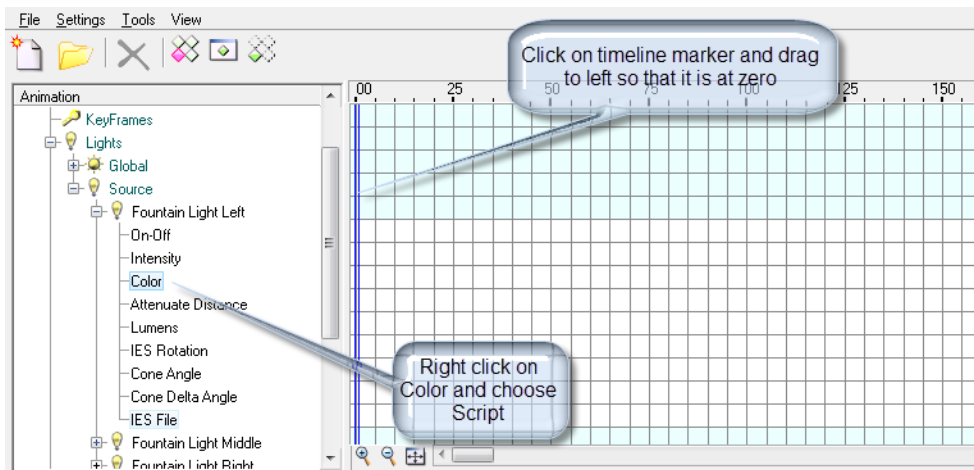 File Settings Tools View
Click on timeline marker and drag
to left so that it is at zero
Animation
00 25 50 75 100 125 150
KeyFrames
Lights
Global
Source
Fountain Light Left
On-Off
Intensity
Color
Attenuate Distance
Lumens
IES Rotation
Cone Angle
Cone Delta Angle
IES File
Fountain Light Middle
Fountain Light Right
Right click on
Color and choose
Script